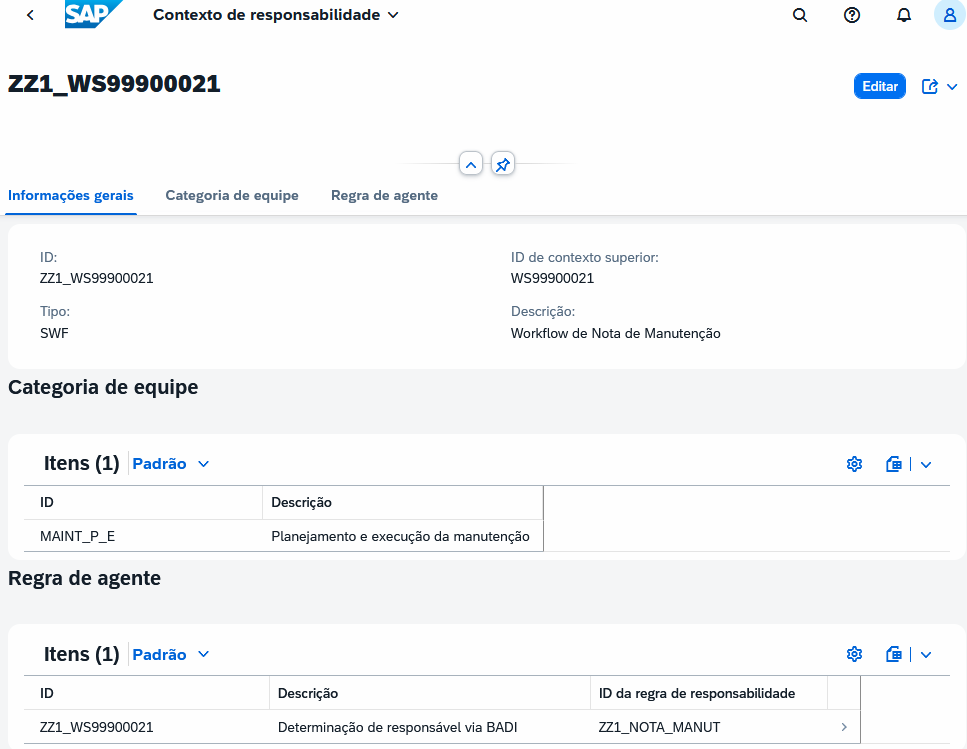 SAP Contexto de responsabilidade
ZZ1_WS99900021
Editar
Informações gerais Categoria de equipe Regra de agente
ID: ID de contexto superior:
ZZ1_WS99900021 WS99900021
Tipo: Descrição:
SWF Workflow de Nota de Manutenção
Categoria de equipe
Itens (1) Padrão
ID Descrição
MAINT_P_E Planejamento e execução da manutenção
Regra de agente
Itens (1) Padrão
ID Descrição ID da regra de responsabilidade
ZZ1_WS99900021 Determinação de responsável via BADI ZZ1_NOTA_MANUT